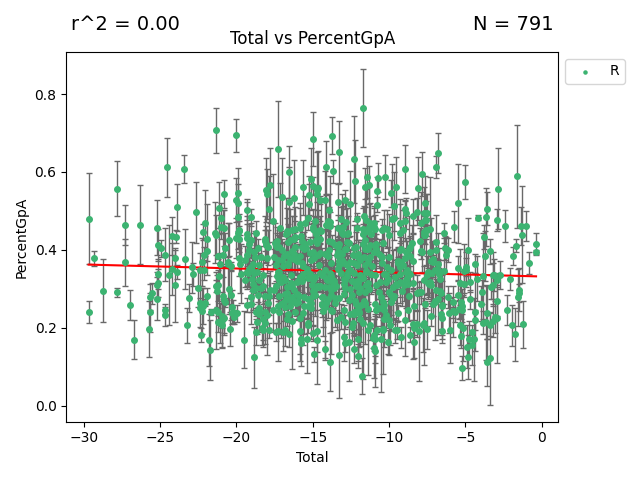 r^2 = 0.00
N = 791
Total vs PercentGpA
R
0.8
0.6
0.4
0.2
0.0
PercentGpA
−30
−25
−20
−15
−10
−5
0
Total